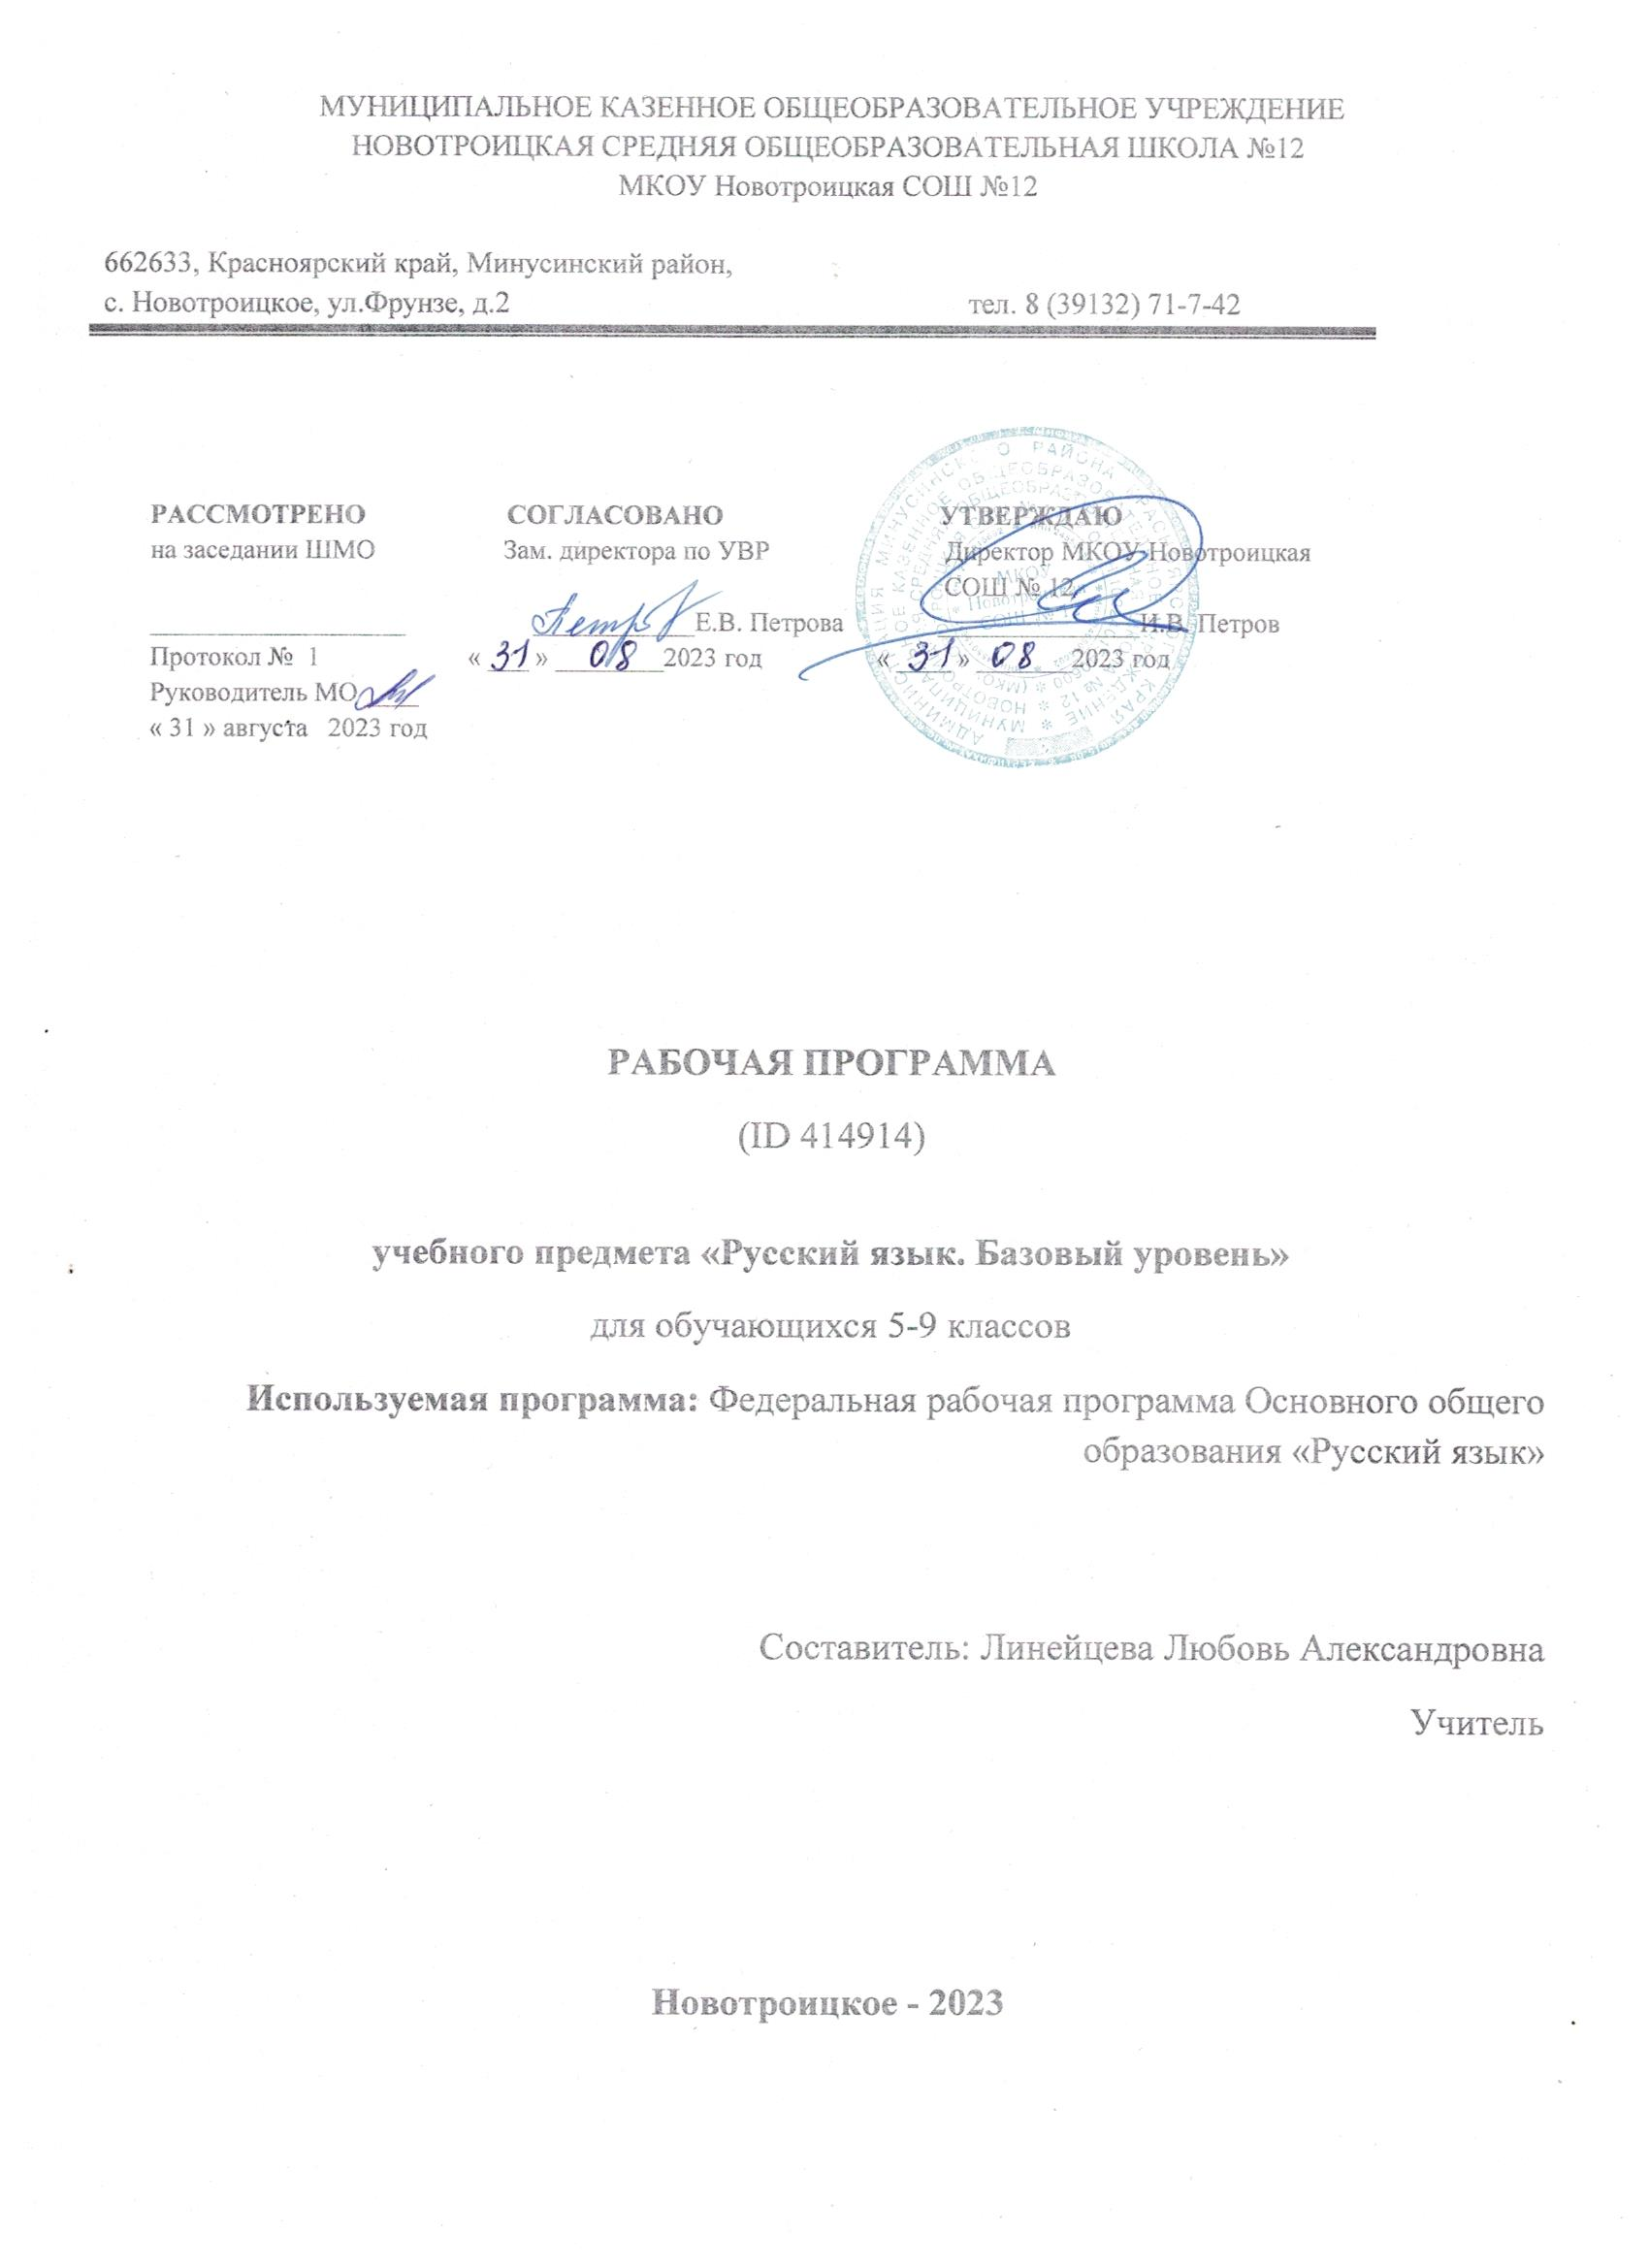 МУНИЦИПАЛЬНОЕ КАЗЕННОЕ ОБЩЕОБРАЗОВАТЕЛЬНОЕ УЧРЕЖДЕНИЕ
НОВОТРОИЦКАЯ СРЕДНЯЯ ОБЩЕОБРАЗОВАТЕЛЬНАЯ ШКОЛА №12
МКОУ Новотроицкая СОШ №12
662633, Красноярский край, Минусинский район,
с. Новотроицкое, ул.Фрунзе, д.2 тел. 8 (39132) 71-7-42
РАССМОТРЕНО СОГЛАСОВАНО УТВЕРЖДАЮ
на заседании ШМО Зам. директора по УВР Директор МКОУ Новотроицкая
СОШ № 12
Е.В. Петрова И.В. Петров
Протокол № 1 « 31 » 08 2023 год « 31 » 08 2023 год
Руководитель МО
« 31 » августа 2023 год
РАБОЧАЯ ПРОГРАММА
(ID 414914)
учебного предмета «Русский язык. Базовый уровень»
для обучающихся 5-9 классов
Используемая программа: Федеральная рабочая программа Основного общего
образования «Русский язык»
Составитель: Линейцева Любовь Александровна
Учитель
Новотроицкое - 2023